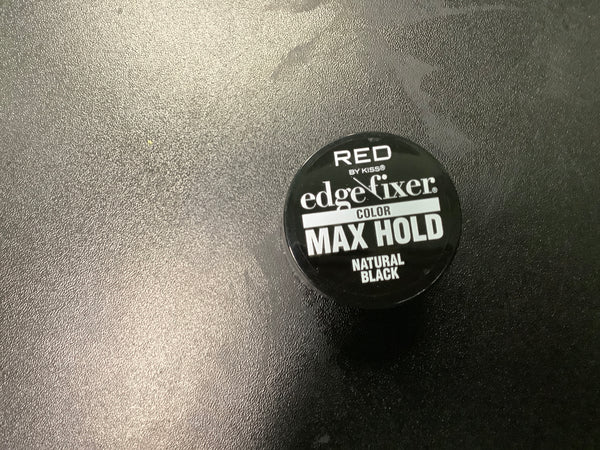 RED
BY KISS®
edge fixer.
COLOR
MAX HOLD
NATURAL
BLACK